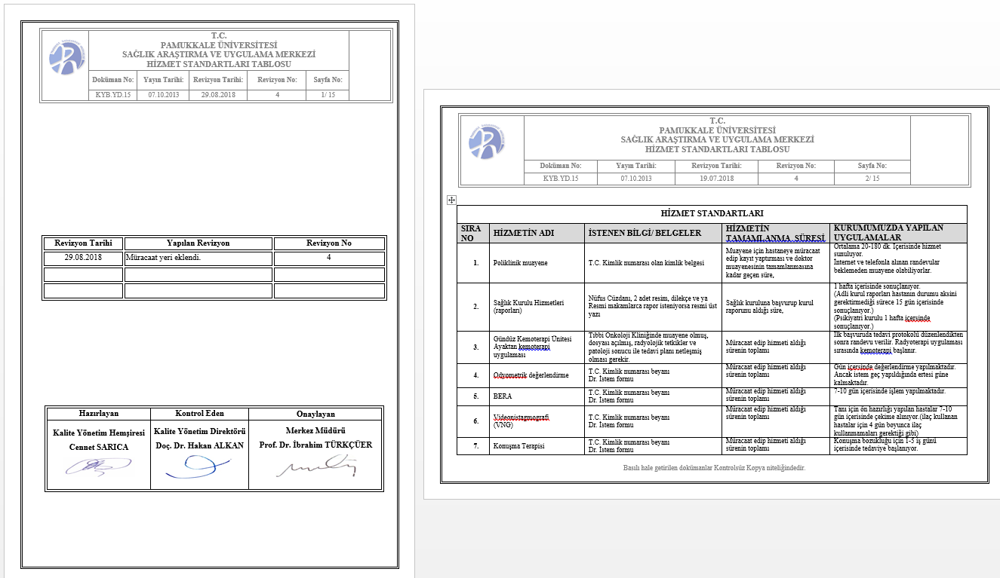 T.C.
PAMUKKALE ÜNİVERSİTESİ
SAĞLIK ARAŞTIRMA VE UYGULAMA MERKEZİ
HİZMET STANDARTLARI TABLOSU
Doküman No: Yayın Tarihi: Revizyon Tarihi: Revizyon No: Sayfa No:
KYB.YD.15 07.10.2013 29.08.2018 4 1/ 15
Revizyon Tarihi Yapılan Revizyon Revizyon No
29.08.2018 Müracaat yeri eklendi. 4
Hazırlayan Kontrol Eden Onaylayan
Kalite Yönetim Hemşiresi Kalite Yönetim Direktörü Merkez Müdürü
Cennet SARICA Doç. Dr. Hakan ALKAN Prof. Dr. İbrahim TÜRKÇÜER
T.C.
PAMUKKALE ÜNİVERSİTESİ
SAĞLIK ARAŞTIRMA VE UYGULAMA MERKEZİ
HİZMET STANDARTLARI TABLOSU
Doküman No: Yayın Tarihi: Revizyon Tarihi: Revizyon No: Sayfa No:
KYB.YD.15 07.10.2013 19.07.2018 4 2/ 15
HİZMET STANDARTLARI
SIRA
NO
HİZMETİN ADI
İSTENEN BİLGİ/ BELGELER
HİZMETİN
TAMAMLANMA SÜRESİ
KURUMUMUZDA YAPILAN
UYGULAMALAR
1.
Poliklinik muayene
T.C. Kimlik numarası olan kimlik belgesi
Muayene için hastaneye müracaat
edip kayıt yaptırması ve doktor
muayenesinin tamamlanmasına
kadar geçen süre,
Ortalama 20-180 dk. İçerisinde hizmet
sunuluyor.
İnternet ve telefonla alınan randevular
beklemeden muayene olabiliyorlar.
2.
Sağlık Kurulu Hizmetleri
(raporları)
Nüfus Cüzdanı, 2 adet resim, dilekçe ve ya
Resmi makamlarca rapor isteniyorsa resmi üst
yazı
Sağlık kuruluna başvurup kurul
raporunu aldığı süre,
1 hafta içerisinde sonuçlanıyor.
(Adli kurul raporları hastanın durumu aksini
gerektirmediği sürece 15 gün içerisinde
sonuçlanıyor.)
(Psikiyatri kurulu 1 hafta içersinde
sonuçlanıyor.)
3.
Gündüz Kemoterapi Ünitesi
Ayaktan kemoterapi
uygulaması
Tıbbi Onkoloji Kliniğinde muayene olmuş,
dosyası açılmış, radyolojik tetkikler ve
patoloji sonucu ile tedavi planı netleşmiş
olması gerekir.
Müracaat edip hizmeti aldığı
sürenin toplamı
İlk başvuruda tedavi protokolü düzenlendikten
sonra randevu verilir. Radyoterapi uygulaması
sırasında kemoterapi başlanır.
4.
Odyometrik değerlendirme
T.C. Kimlik numarası beyanı
Dr. İstem formu
Müracaat edip hizmeti aldığı
sürenin toplamı
Gün içersinde değerlendirme yapılmaktadır.
Ancak istem geç yapıldığında ertesi güne
kalmaktadır.
5.
BERA
T.C. Kimlik numarası beyanı
Dr. İstem formu
Müracaat edip hizmeti aldığı
sürenin toplamı
7-10 gün içerisinde işlem yapılmaktadır.
6.
Videonistagmografi
(VNG)
T.C. Kimlik numarası beyanı
Dr. İstem formu
Müracaat edip hizmeti aldığı
sürenin toplamı
Tanı için ön hazırlığı yapılan hastalar 7-10
gün içerisinde çekime alınıyor.(ilaç kullanan
hastalar için 4 gün boyunca ilaç
kullanmamaları gerektiği gibi)
7.
Konuşma Terapisi
T.C. Kimlik numarası beyanı
Dr. İstem formu
Müracaat edip hizmeti aldığı
sürenin toplamı
Konuşma bozukluğu için 1-5 iş günü
içerisinde tedaviye başlanıyor.
Basılı hale getirilen dokümanlar Kontrolsüz Kopya niteliğindedir.